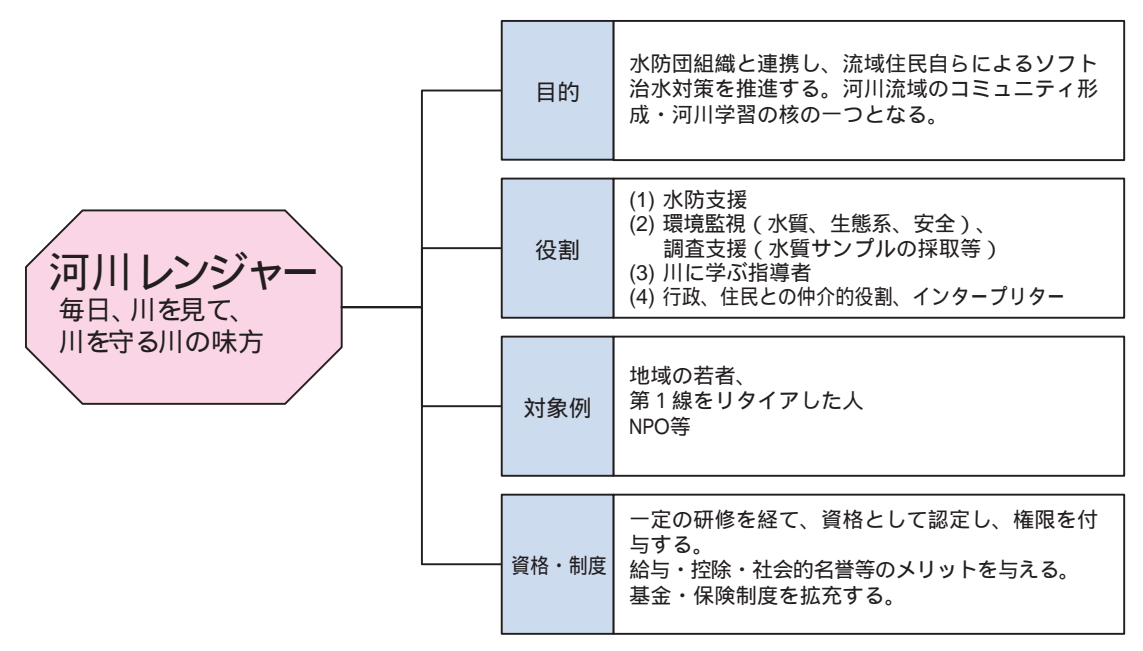 河川レンジャー
毎日、川を見て、
川を守る川の味方
目的
水防団組織と連携し、流域住民自らによるソフト
治水対策を推進する。河川流域のコミュニティ形
成・河川学習の核の一つとなる。
役割
(1) 水防支援
(2) 環境監視（水質、生態系、安全）、
調査支援（水質サンプルの採取等）
(3) 川に学ぶ指導者
(4) 行政、住民との仲介的役割、インタープリター
対象例
地域の若者、
第１線をリタイアした人
NPO等
資格・制度
一定の研修を経て、資格として認定し、権限を付
与する。
給与・控除・社会的名誉等のメリットを与える。
基金・保険制度を拡充する。